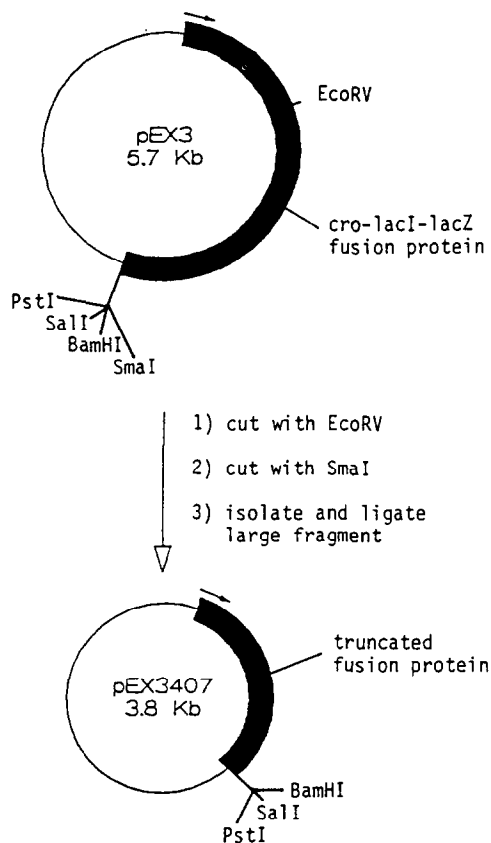 EcoRV
pEX3
5.7 Kb
cro-lacI-lacZ
fusion protein
PstI
SalI
BamHI
SmaI
1) cut with EcoRV
2) cut with SmaI
3) isolate and ligate
large fragment
truncated
fusion protein
pEX3407
3.8 Kb
BamHI
SalI
PstI